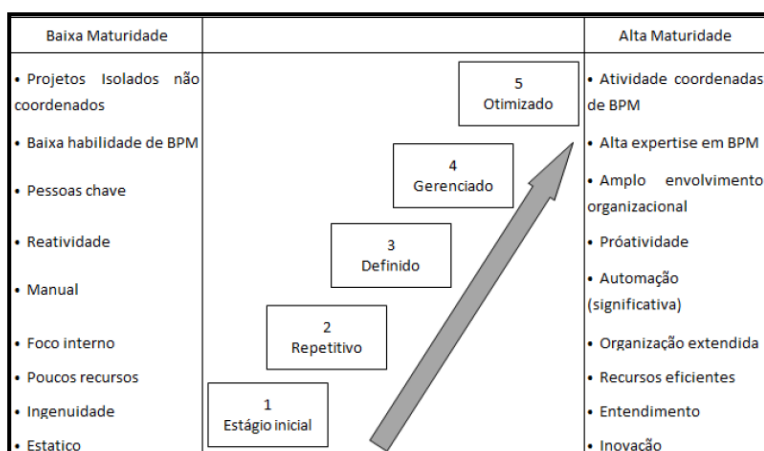 Baixa Maturidade
Alta Maturidade
• Projetos Isolados não
coordenados
• Baixa habilidade de BPM
• Pessoas chave
• Reatividade
• Manual
• Foco interno
• Poucos recursos
• Ingenuidade
• Estatico
5
Otimizado
4
Gerenciado
3
Definido
2
Repetitivo
1
Estágio inicial
• Atividade coordenadas
de BPM
• Alta expertise em BPM
• Amplo envolvimento
organizacional
• Próatividade
• Automação
(significativa)
• Organização extendida
• Recursos eficientes
• Entendimento
• Inovação